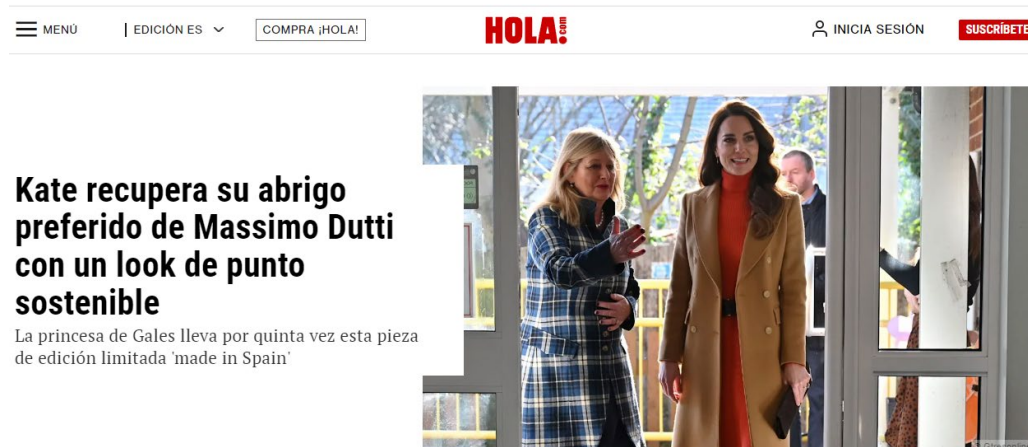 MENÚ
EDICIÓN ES
COMPRA ¡HOLA!
HOLA!.com
INICIA SESIÓN
SUSCRÍBETE
Kate recupera su abrigo
preferido de Massimo Dutti
con un look de punto
sostenible
La princesa de Gales lleva por quinta vez esta pieza
de edición limitada 'made in Spain'